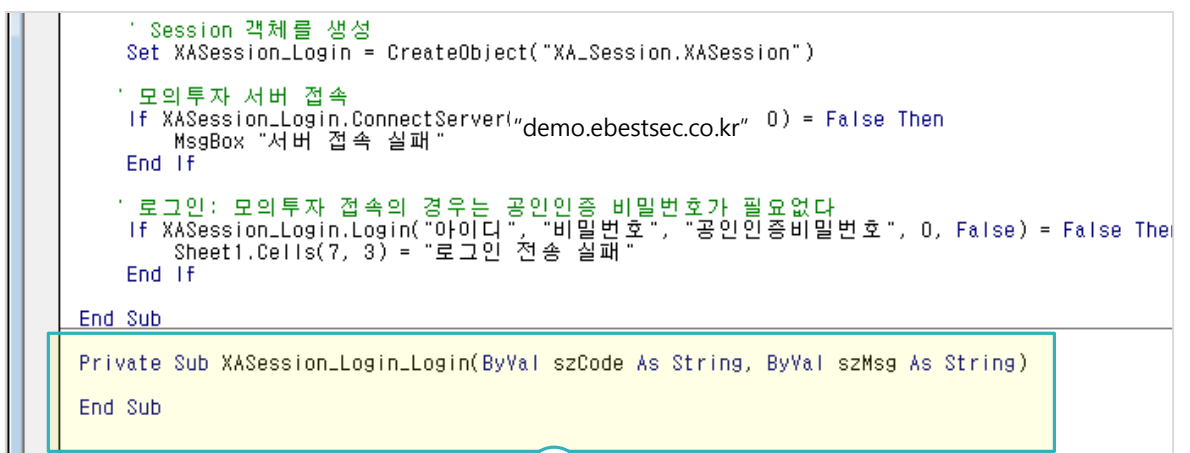 ' Session 객체를 생성
Set XASession_Login = CreateObject("XA_Session.XASession")
' 모의투자 서버 접속
If XASession_Login.ConnectServer("demo.ebestsec.co.kr" 0) = False Then
MsgBox "서버 접속 실패"
End If
' 로그인: 모의투자 접속의 경우는 공인인증 비밀번호가 필요없다
If XASession_Login.Login("아이디", "비밀번호", "공인인증비밀번호", 0, False) = False The
Sheet1.Cells(7, 3) = "로그인 전송 실패"
End If
End Sub
Private Sub XASession_Login_Login(ByVal szCode As String, ByVal szMsg As String)
End Sub